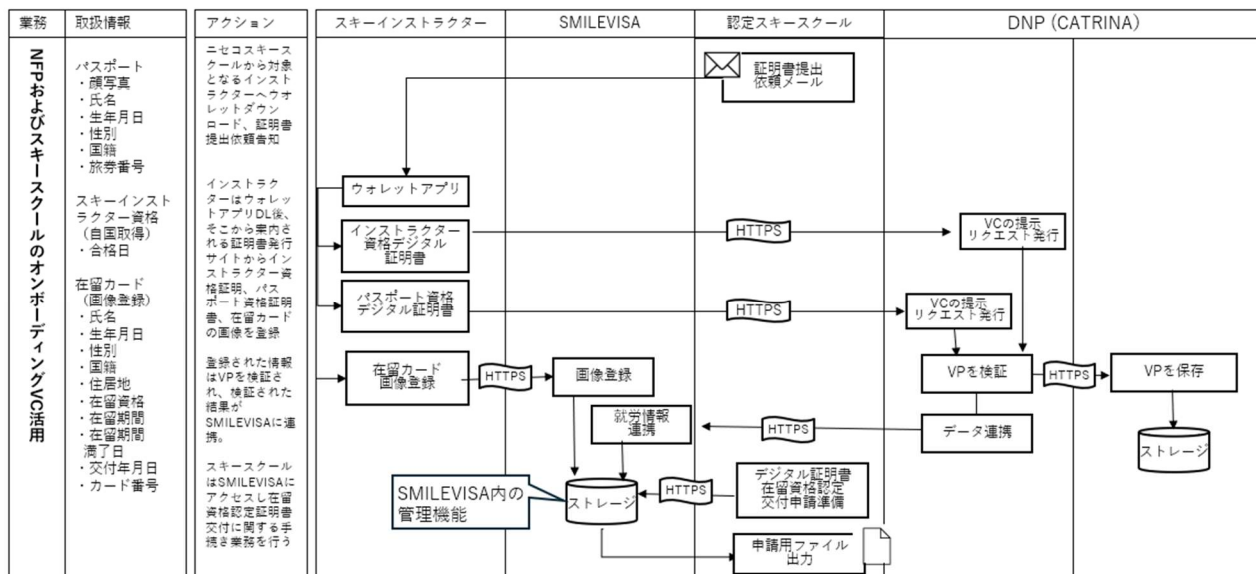 業務
取扱情報
アクション
スキーインストラクター
SMILEVISA
認定スキースクール
DNP (CATRINA)
NFPおよびスキースクールのオンボーディングVC活用
パスポート
・顔写真
・氏名
・生年月日
・性別
・国籍
・旅券番号
スキーインスト
ラクター資格
（自国取得）
・合格日
在留カード
（画像登録）
・氏名
・生年月日
・性別
・国籍
・住居地
・在留資格
・在留期間
・在留期間
満了日
・交付年月日
・カード番号
ニセコスキース
クールから対象
となるインスト
ラクターへウオ
レットダウン
ロード、証明書
提出依頼告知
インストラク
ターはウォレッ
トアプリDL後、
そこから案内さ
れる証明書発行
サイトからイン
ストラクター資
格証明、パス
ポート資格証明
書、在留カード
の画像を登録
登録された情報
はVPを検証さ
れ、検証された
結果が
SMILEVISAに連
携。
スキースクール
はSMILEVISAに
アクセスし在留
資格認定証明書
交付に関する手
続き業務を行う
証明書提出
依頼メール
ウォレットアプリ
インストラクター
資格デジタル
証明書
HTTPS
VCの提示
リクエスト発行
パスポート資格
デジタル証明書
HTTPS
VCの提示
リクエスト発行
在留カード
画像登録
HTTPS
画像登録
VPを検証
HTTPS
VPを保存
就労情報
連携
HTTPS
データ連携
ストレージ
SMILEVISA内の
管理機能
ストレージ
HTTPS
デジタル証明書
在留資格認定
交付申請準備
申請用ファイル
出力